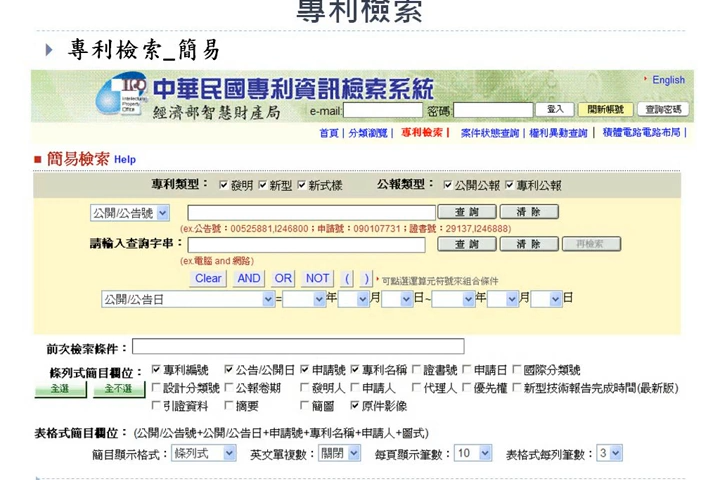 專利檢索
專利檢索_簡易
中華民國專利資訊檢索系統
English
經濟部智慧財產局 e-mail: 密碼: 登入 開新帳號 查詢密碼
首頁 | 分類瀏覽 | 專利檢索 | 案件狀態查詢 | 權利異動查詢 | 積體電路電路布局 |
簡易檢索 Help
專利類型: 發明 新型 新式樣 公報類型: 公開公報 專利公報
公開/公告號 查詢 清除
(ex.公告號:00525881,I246800;申請號:090107731;證書號:29137,I246888)
請輸入查詢字串: 查詢 清除 再檢索
(ex.電腦 and 網路)
Clear AND OR NOT ( ) 可點選運算元符號來組合條件
公開/公告日 = 年 月 日~ 年 月 日
前次檢索條件:
條列式簡目欄位: 專利編號 公告/公開日 申請號 專利名稱 證書號 申請日 國際分類號
全選 全不選 設計分類號 公報卷期 發明人 申請人 代理人 優先權 新型技術報告完成時間(最新版)
引證資料 摘要 簡圖 原件影像
表格式簡目欄位: (公開/公告號+公開/公告日+申請號+專利名稱+申請人+圖式)
簡目顯示格式: 條列式 英文單複數: 關閉 每頁顯示筆數: 10 表格式每列筆數: 3